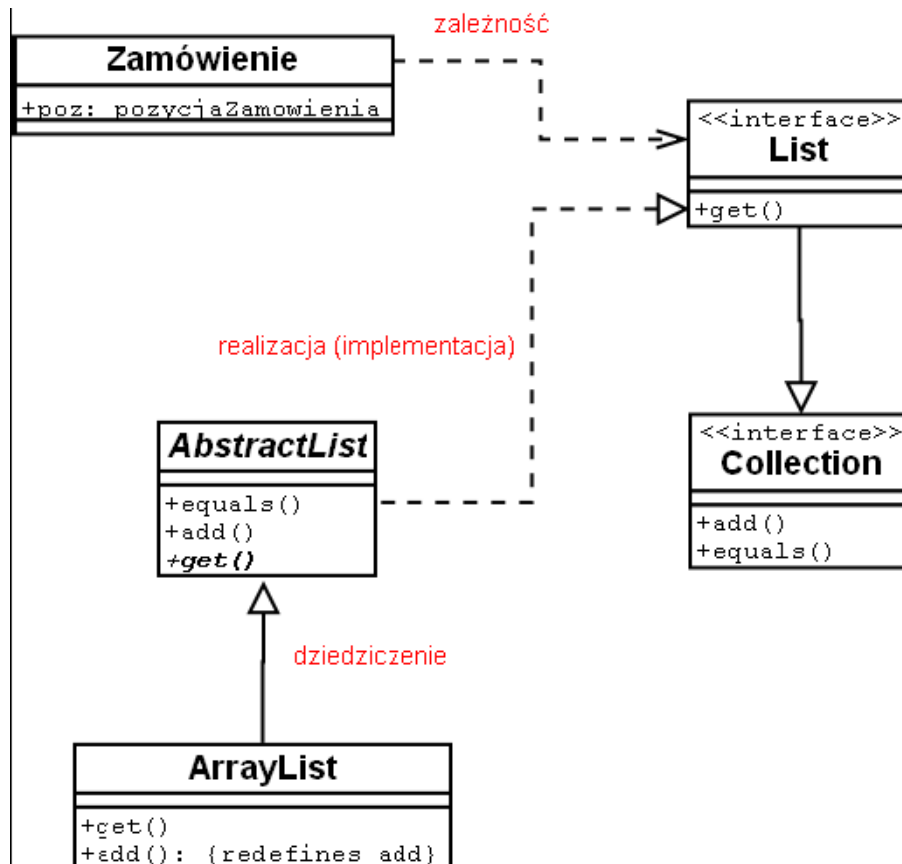 zależność
Zamówienie
+poz: pozycjaZamowienia
<<interface>>
List
+get()
realizacja (implementacja)
AbstractList
+equals()
+add()
+get()
<<interface>>
Collection
+add()
+equals()
dziedziczenie
ArrayList
+get()
+add(): {redefines add}